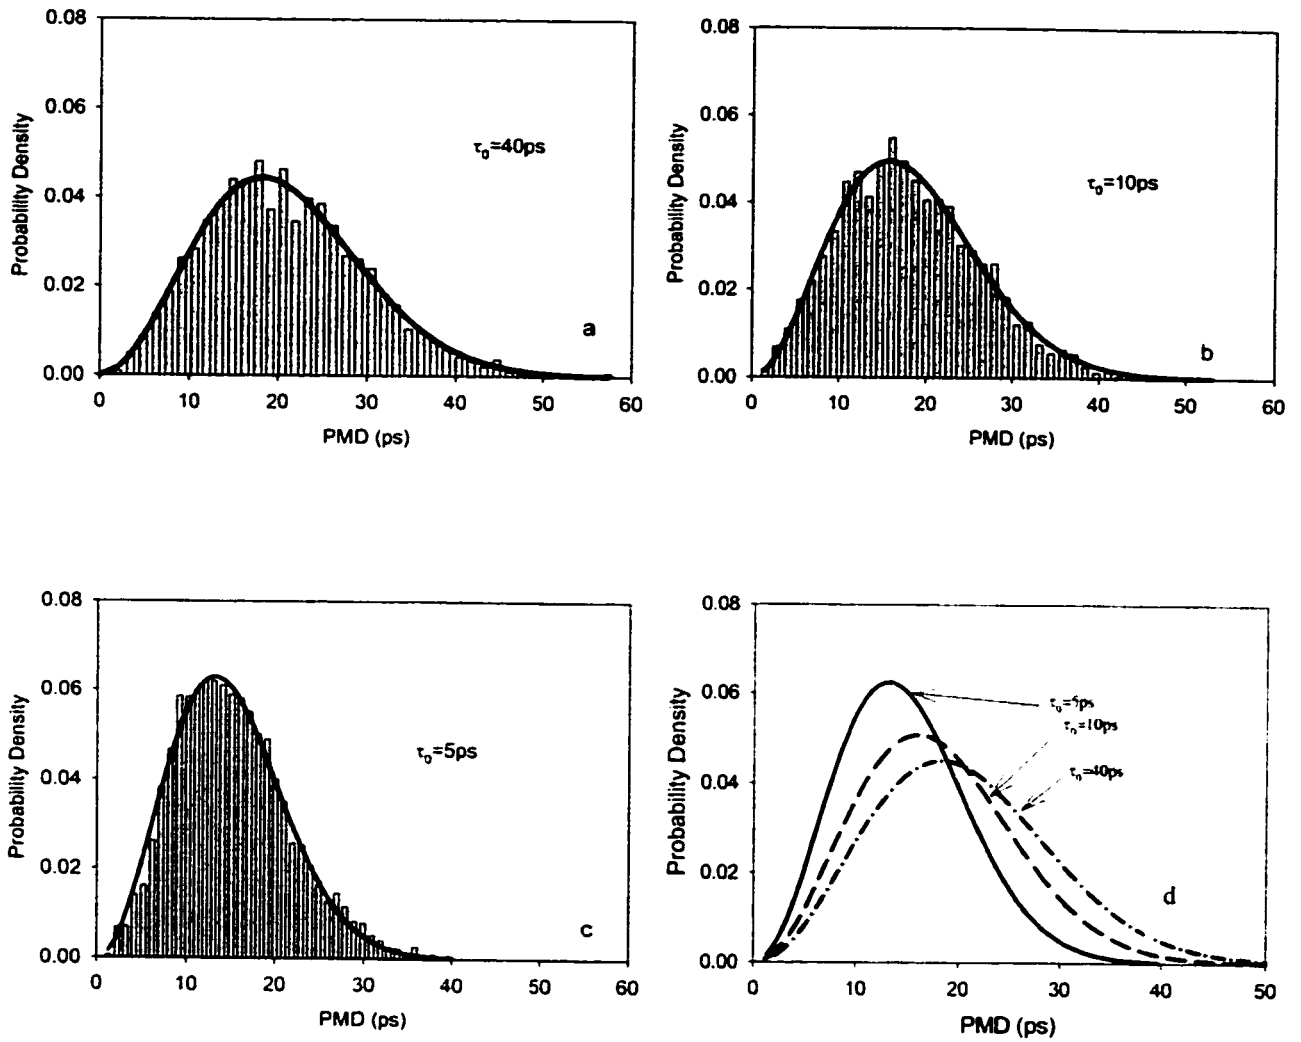 0.08
0.06
0.04
0.02
0.00
Probability Density
τ₀=40ps
a
0 10 20 30 40 50 60
PMD (ps)
0.08
0.06
0.04
0.02
0.00
Probability Density
τ₀=10ps
b
0 10 20 30 40 50 60
PMD (ps)
0.08
0.06
0.04
0.02
0.00
Probability Density
τ₀=5ps
c
0 10 20 30 40 50 60
PMD (ps)
0.08
0.06
0.04
0.02
0.00
Probability Density
τ₀=5ps
τ₀=10ps
τ₀=40ps
d
0 10 20 30 40 50
PMD (ps)